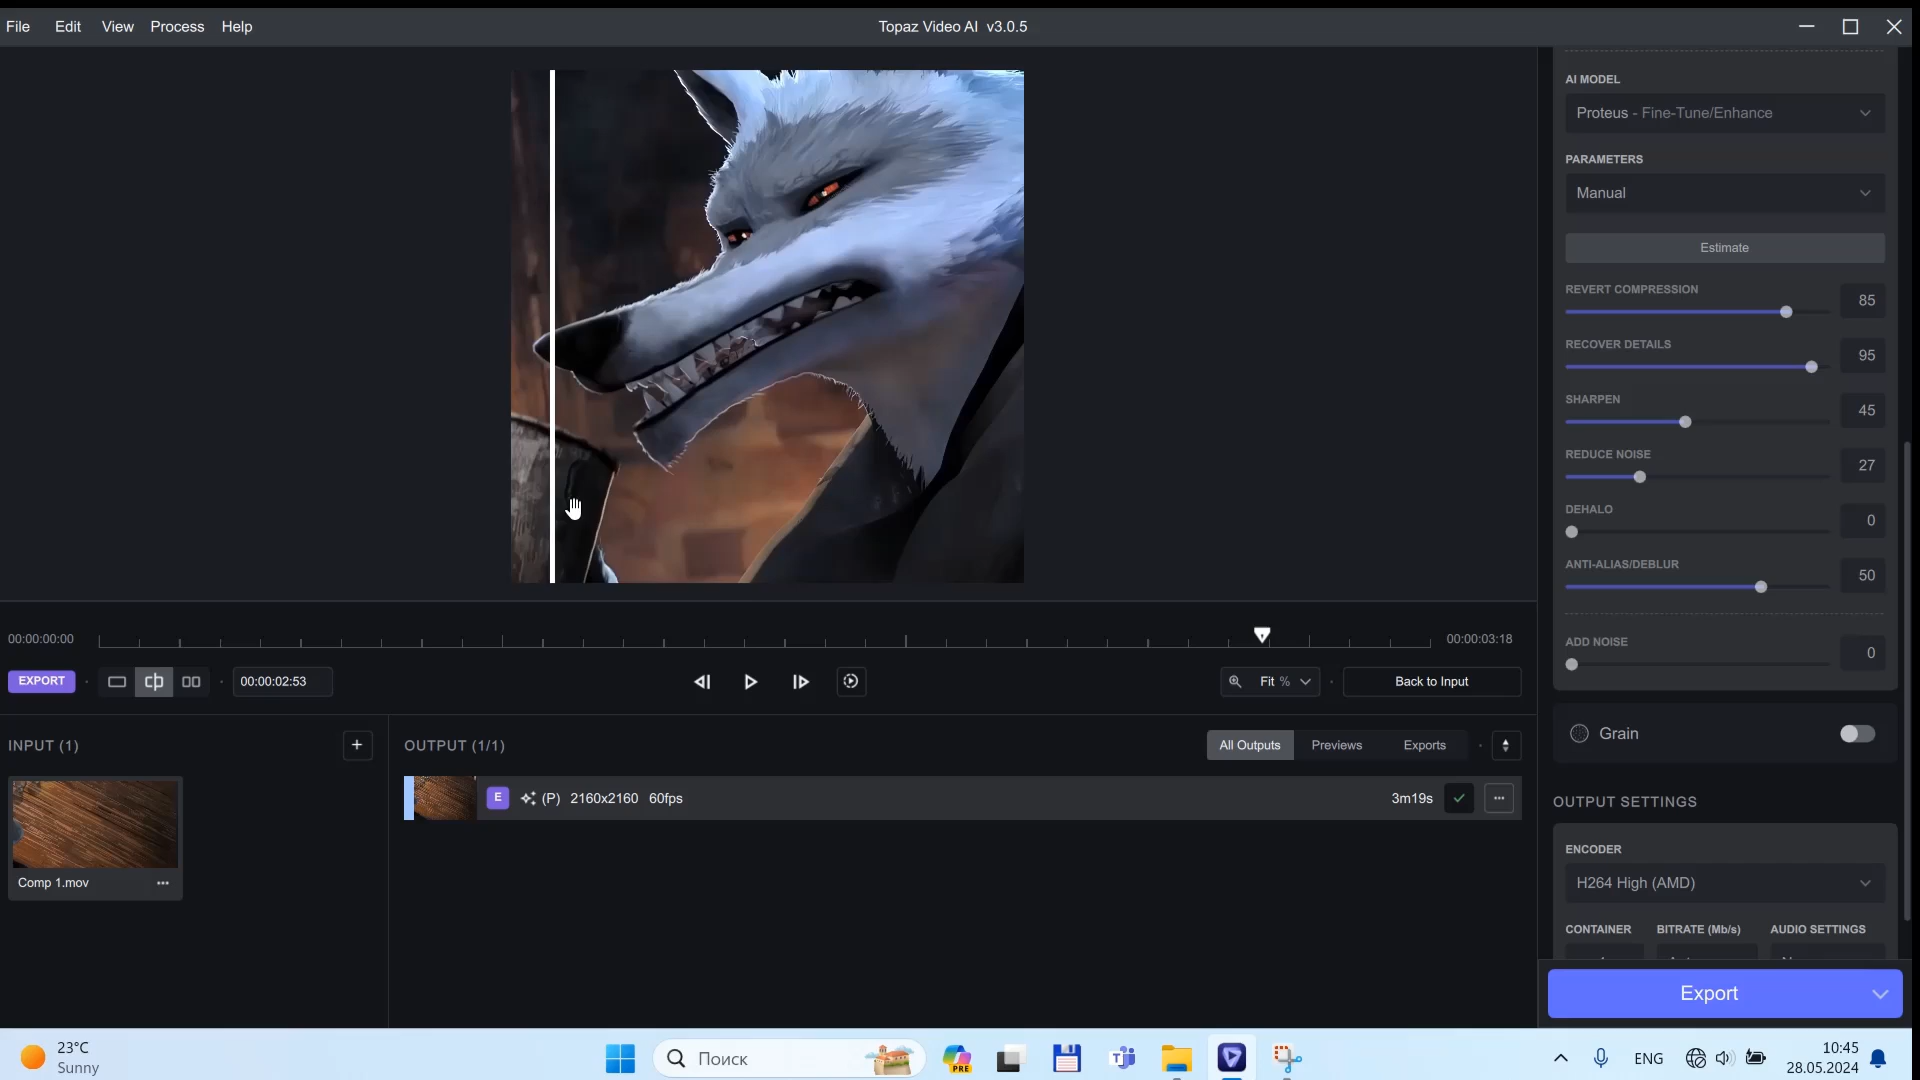 File Edit View Process Help
Topaz Video AI v3.0.5
AI MODEL
Proteus - Fine-Tune/Enhance
PARAMETERS
Manual
Estimate
REVERT COMPRESSION
85
RECOVER DETAILS
95
SHARPEN
45
REDUCE NOISE
27
DEHALO
0
ANTI-ALIAS/DEBLUR
50
ADD NOISE
0
Grain
OUTPUT SETTINGS
ENCODER
H264 High (AMD)
CONTAINER BITRATE (Mb/s) AUDIO SETTINGS
Export
00:00:00:00
00:00:03:18
EXPORT
00:00:02:53
Fit %
Back to Input
INPUT (1)
Comp 1.mov
OUTPUT (1/1)
All Outputs Previews Exports
E (P) 2160x2160 60fps
3m19s
23°C
Sunny
Поиск
PRE
ENG
10:45
28.05.2024